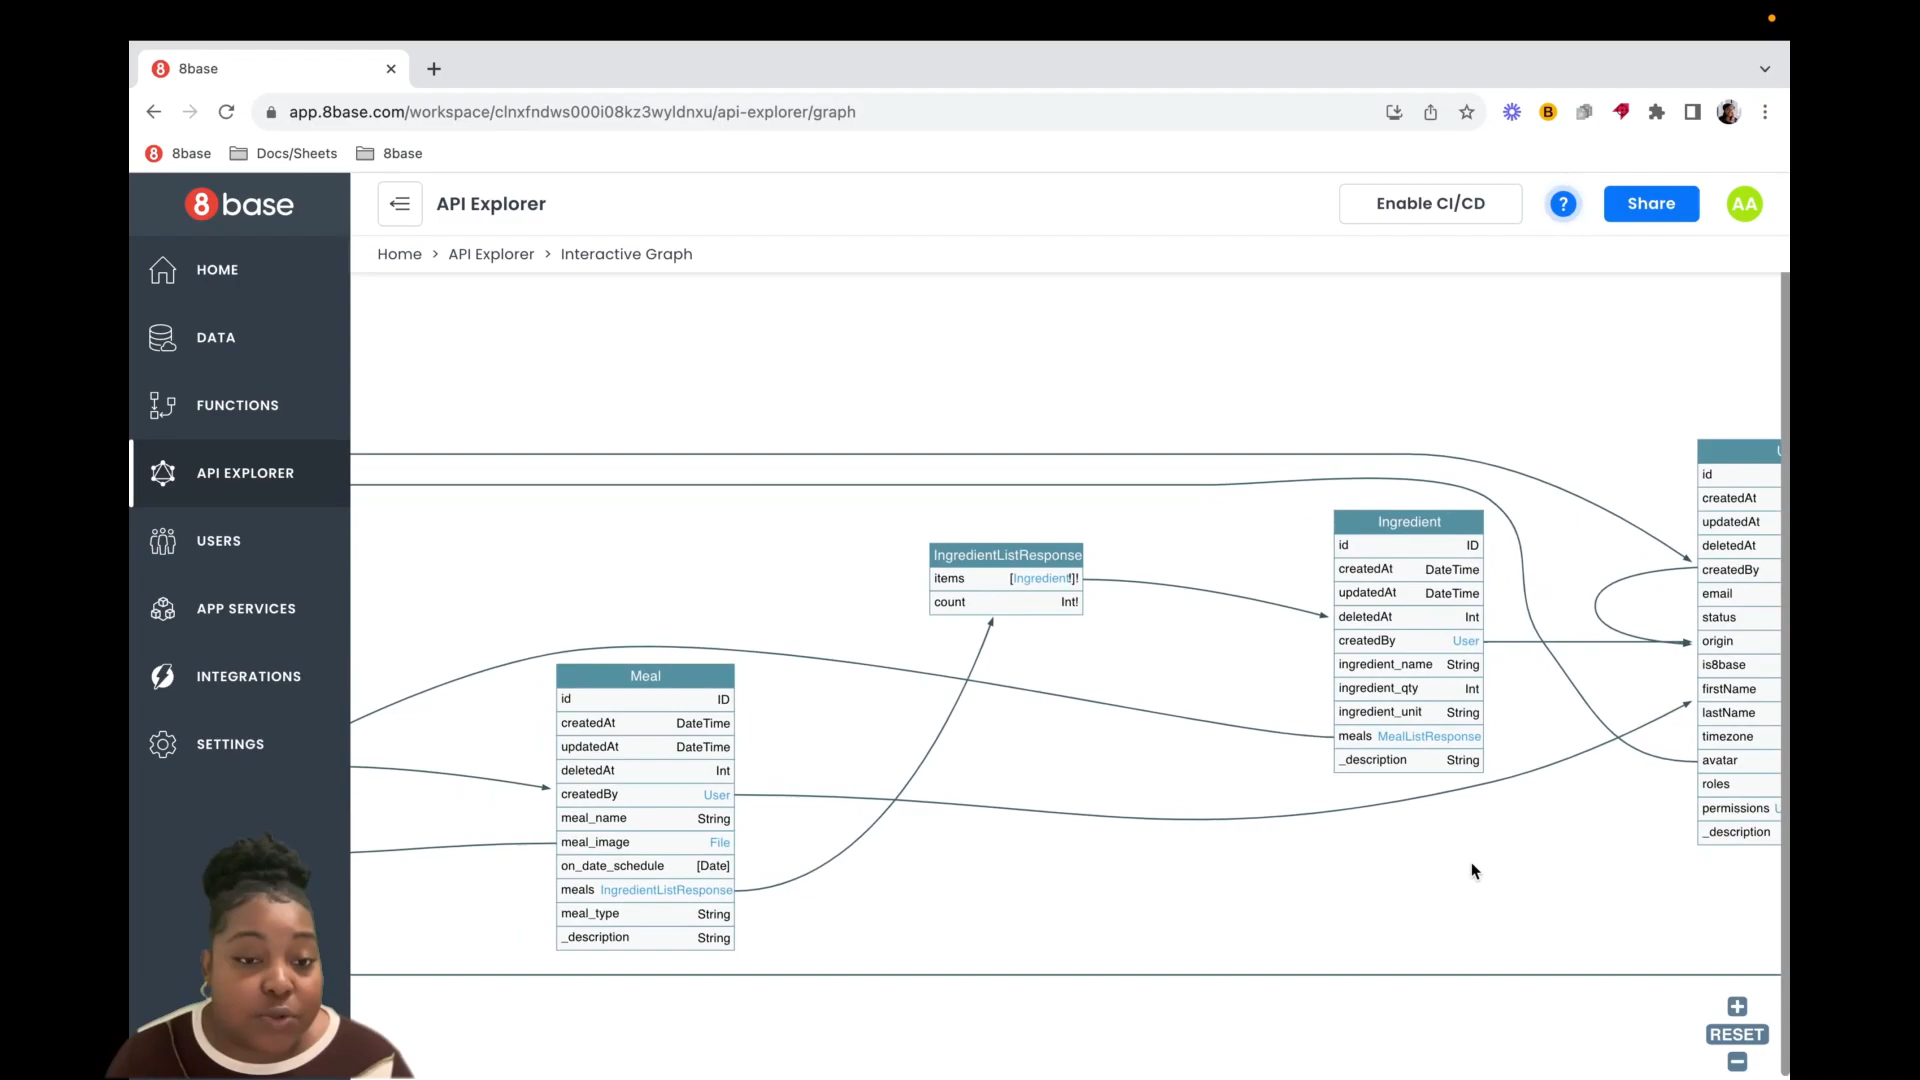 8base
app.8base.com/workspace/clnxfndws000i08kz3wyldnxu/api-explorer/graph
B
8base
Docs/Sheets
8base
8base
API Explorer
Enable CI/CD
?
Share
AA
Home > API Explorer > Interactive Graph
HOME
DATA
FUNCTIONS
API EXPLORER
USERS
APP SERVICES
INTEGRATIONS
SETTINGS
Meal
id ID
createdAt DateTime
updatedAt DateTime
deletedAt Int
createdBy User
meal_name String
meal_image File
on_date_schedule [Date]
meals IngredientListResponse
meal_type String
_description String
IngredientListResponse
items [Ingredient!]!
count Int!
Ingredient
id ID
createdAt DateTime
updatedAt DateTime
deletedAt Int
createdBy User
ingredient_name String
ingredient_qty Int
ingredient_unit String
meals MealListResponse
_description String
id
createdAt
updatedAt
deletedAt
createdBy
email
status
origin
is8base
firstName
lastName
timezone
avatar
roles
permissions
_description
RESET